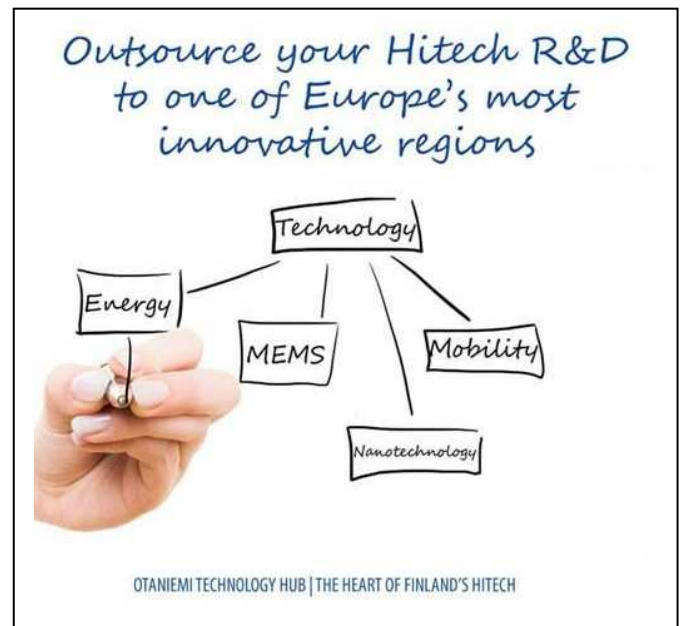 Outsource your Hitech R&D
to one of Europe's most
innovative regions
Technology
Energy
MEMS
Mobility
Nanotechnology
OTANIEMI TECHNOLOGY HUB | THE HEART OF FINLAND'S HITECH